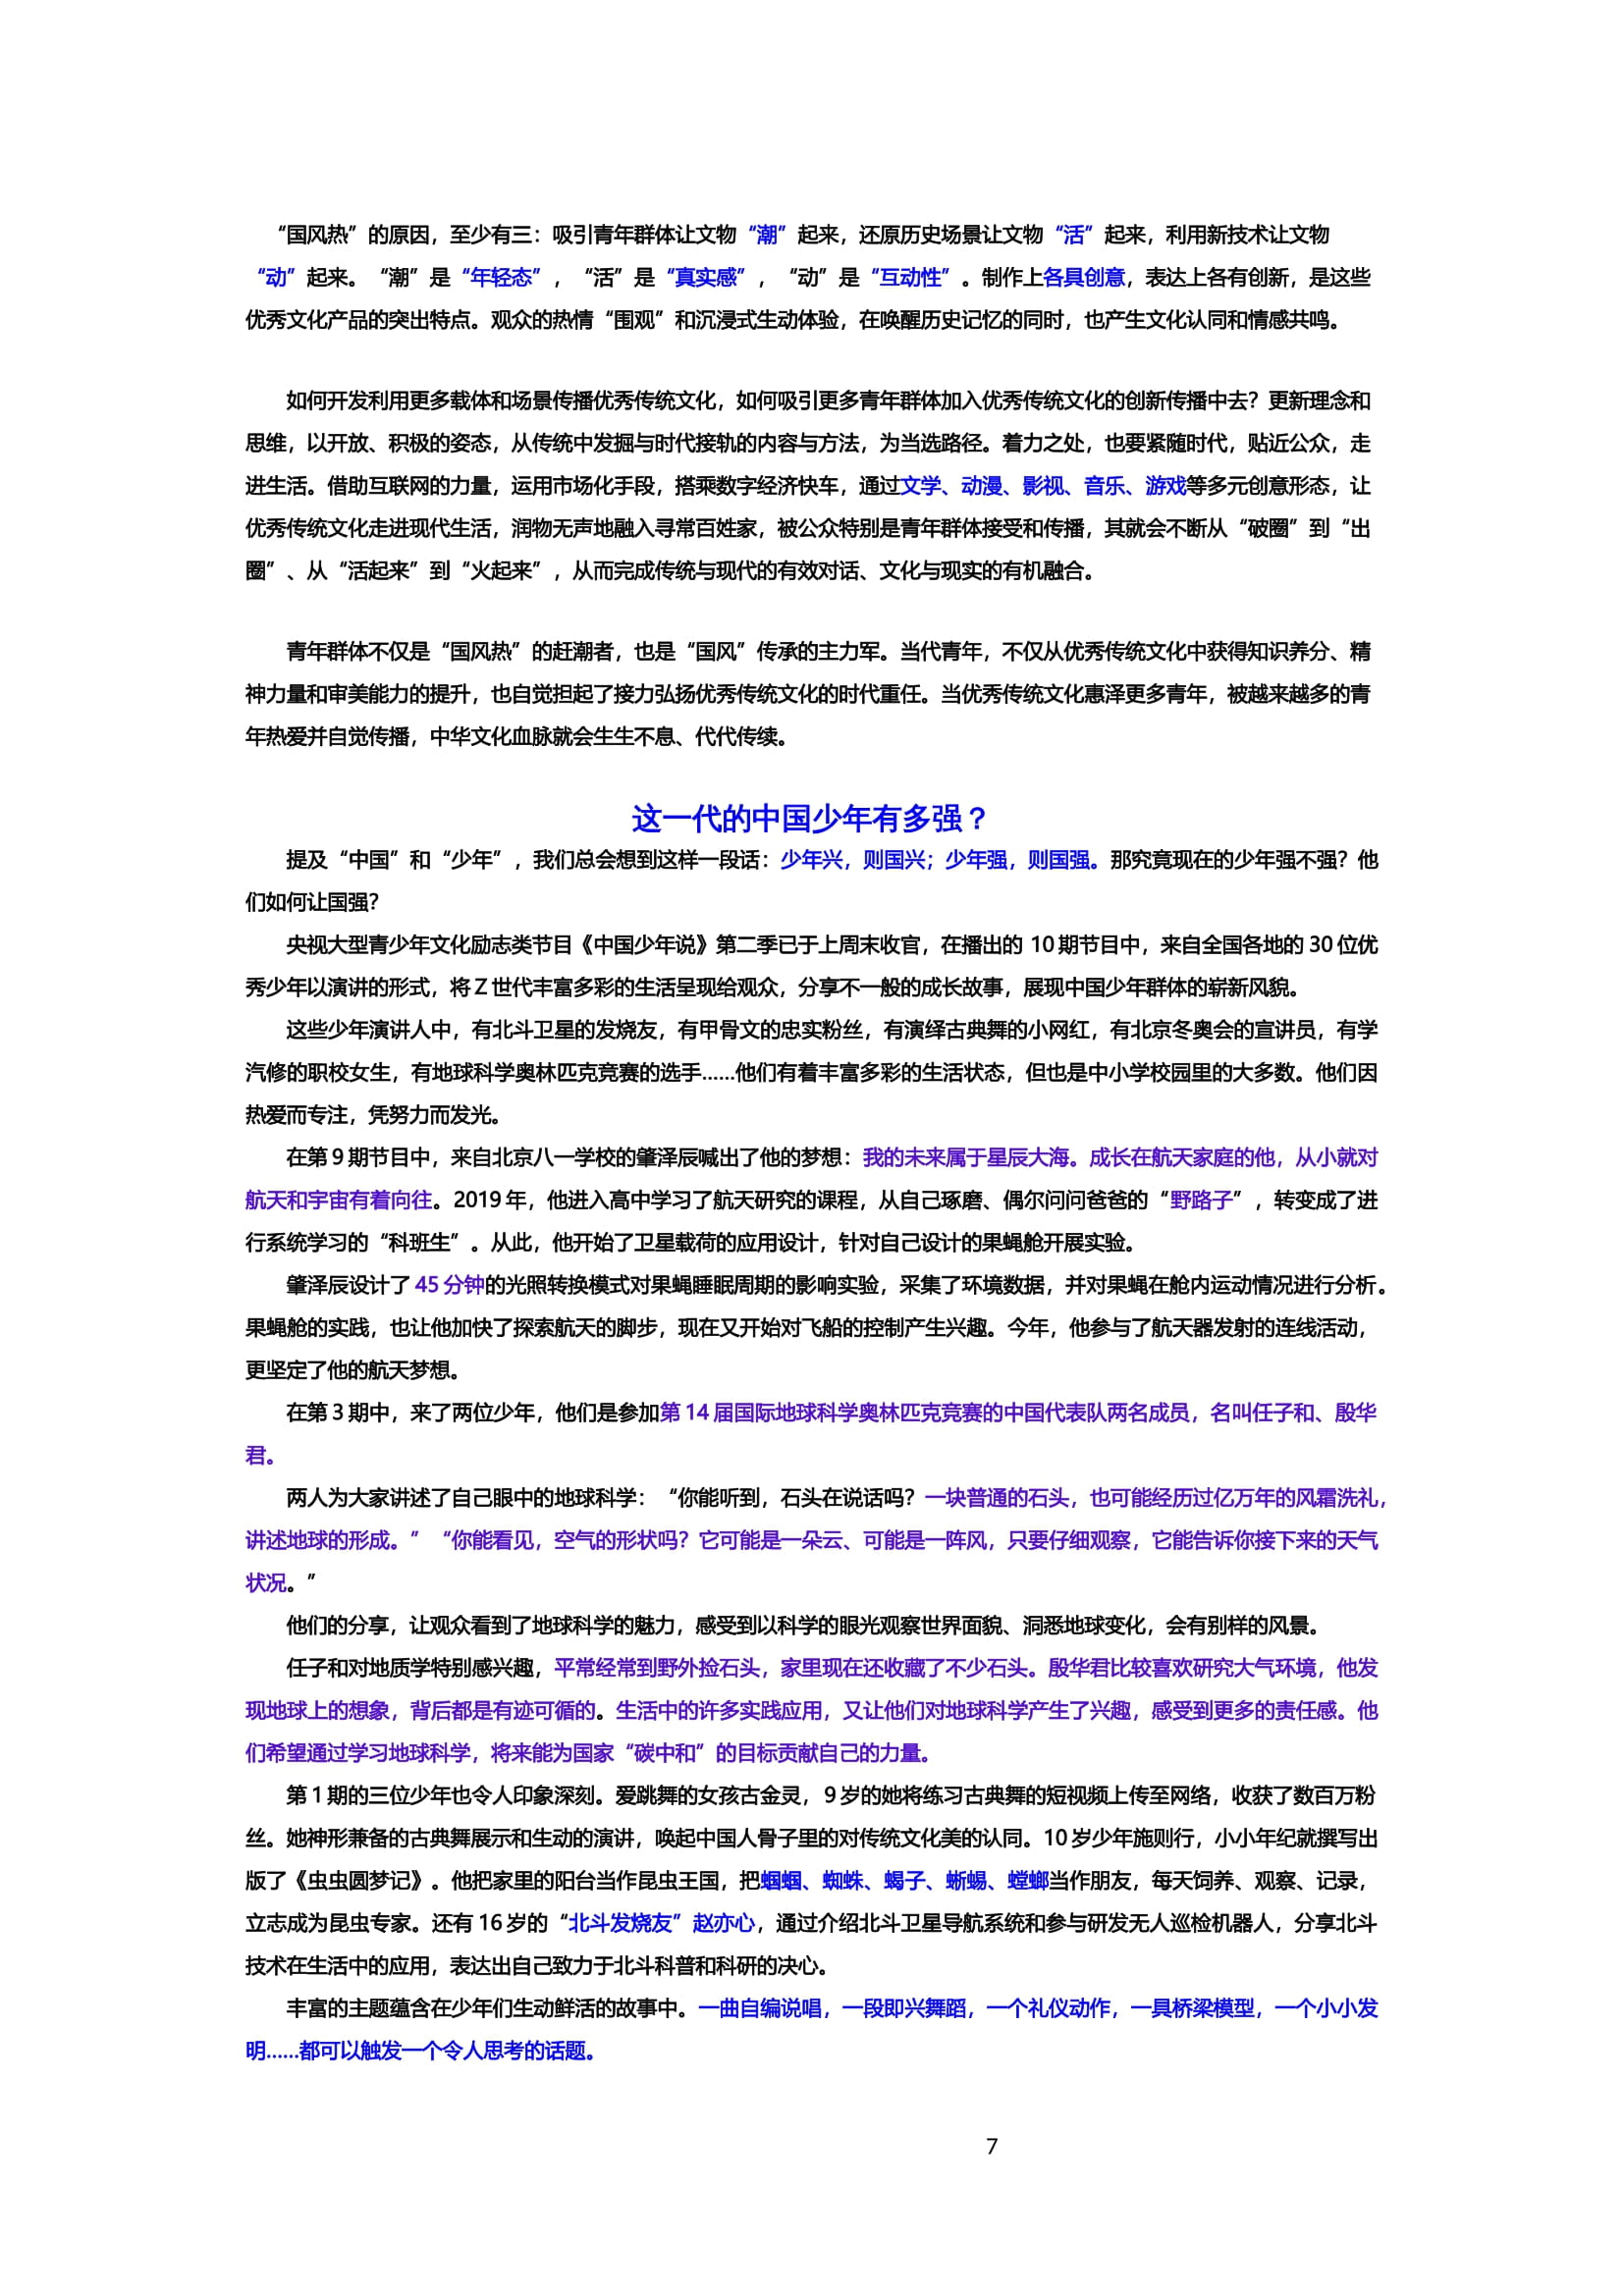 “国风热”的原因，至少有三：吸引青年群体让文物“潮”起来，还原历史场景让文物“活”起来，利用新技术让文物
“动”起来。“潮”是“年轻态”，“活”是“真实感”，“动”是“互动性”。制作上各具创意，表达上各有创新，是这些
优秀文化产品的突出特点。观众的热情“围观”和沉浸式生动体验，在唤醒历史记忆的同时，也产生文化认同和情感共鸣。
如何开发利用更多载体和场景传播优秀传统文化，如何吸引更多青年群体加入优秀传统文化的创新传播中去？更新理念和
思维，以开放、积极的姿态，从传统中发掘与时代接轨的内容与方法，为当选路径。着力之处，也要紧随时代，贴近公众，走
进生活。借助互联网的力量，运用市场化手段，搭乘数字经济快车，通过文学、动漫、影视、音乐、游戏等多元创意形态，让
优秀传统文化走进现代生活，润物无声地融入寻常百姓家，被公众特别是青年群体接受和传播，其就会不断从“破圈”到“出
圈”、从“活起来”到“火起来”，从而完成传统与现代的有效对话、文化与现实的有机融合。
青年群体不仅是“国风热”的赶潮者，也是“国风”传承的主力军。当代青年，不仅从优秀传统文化中获得知识养分、精
神力量和审美能力的提升，也自觉担起了接力弘扬优秀传统文化的时代重任。当优秀传统文化惠泽更多青年，被越来越多的青
年热爱并自觉传播，中华文化血脉就会生生不息、代代传续。
这一代的中国少年有多强？
提及“中国”和“少年”，我们总会想到这样一段话：少年兴，则国兴；少年强，则国强。那究竟现在的少年强不强？他
们如何让国强？
央视大型青少年文化励志类节目《中国少年说》第二季已于上周末收官，在播出的 10 期节目中，来自全国各地的 30 位优
秀少年以演讲的形式，将 Z 世代丰富多彩的生活呈现给观众，分享不一般的成长故事，展现中国少年群体的崭新风貌。
这些少年演讲人中，有北斗卫星的发烧友，有甲骨文的忠实粉丝，有演绎古典舞的小网红，有北京冬奥会的宣讲员，有学
汽修的职校女生，有地球科学奥林匹克竞赛的选手......他们有着丰富多彩的生活状态，但也是中小学校园里的大多数。他们因
热爱而专注，凭努力而发光。
在第 9 期节目中，来自北京八一学校的肇泽辰喊出了他的梦想：我的未来属于星辰大海。成长在航天家庭的他，从小就对
航天和宇宙有着向往。2019 年，他进入高中学习了航天研究的课程，从自己琢磨、偶尔问问爸爸的“野路子”，转变成了进
行系统学习的“科班生”。从此，他开始了卫星载荷的应用设计，针对自己设计的果蝇舱开展实验。
肇泽辰设计了 45 分钟的光照转换模式对果蝇睡眠周期的影响实验，采集了环境数据，并对果蝇在舱内运动情况进行分析。
果蝇舱的实践，也让他加快了探索航天的脚步，现在又开始对飞船的控制产生兴趣。今年，他参与了航天器发射的连线活动，
更坚定了他的航天梦想。
在第 3 期中，来了两位少年，他们是参加第 14 届国际地球科学奥林匹克竞赛的中国代表队两名成员，名叫任子和、殷华
君。
两人为大家讲述了自己眼中的地球科学：“你能听到，石头在说话吗？一块普通的石头，也可能经历过亿万年的风霜洗礼，
讲述地球的形成。”“你能看见，空气的形状吗？它可能是一朵云、可能是一阵风，只要仔细观察，它能告诉你接下来的天气
状况。”
他们的分享，让观众看到了地球科学的魅力，感受到以科学的眼光观察世界面貌、洞悉地球变化，会有别样的风景。
任子和对地质学特别感兴趣，平常经常到野外捡石头，家里现在还收藏了不少石头。殷华君比较喜欢研究大气环境，他发
现地球上的想象，背后都是有迹可循的。生活中的许多实践应用，又让他们对地球科学产生了兴趣，感受到更多的责任感。他
们希望通过学习地球科学，将来能为国家“碳中和”的目标贡献自己的力量。
第 1 期的三位少年也令人印象深刻。爱跳舞的女孩古金灵，9 岁的她将练习古典舞的短视频上传至网络，收获了数百万粉
丝。她神形兼备的古典舞展示和生动的演讲，唤起中国人骨子里的对传统文化美的认同。10 岁少年施则行，小小年纪就撰写出
版了《虫虫圆梦记》。他把家里的阳台当作昆虫王国，把蝈蝈、蜘蛛、蝎子、蜥蜴、螳螂当作朋友，每天饲养、观察、记录，
立志成为昆虫专家。还有 16 岁的“北斗发烧友”赵亦心，通过介绍北斗卫星导航系统和参与研发无人巡检机器人，分享北斗
技术在生活中的应用，表达出自己致力于北斗科普和科研的决心。
丰富的主题蕴含在少年们生动鲜活的故事中。一曲自编说唱，一段即兴舞蹈，一个礼仪动作，一具桥梁模型，一个小小发
明......都可以触发一个令人思考的话题。
7